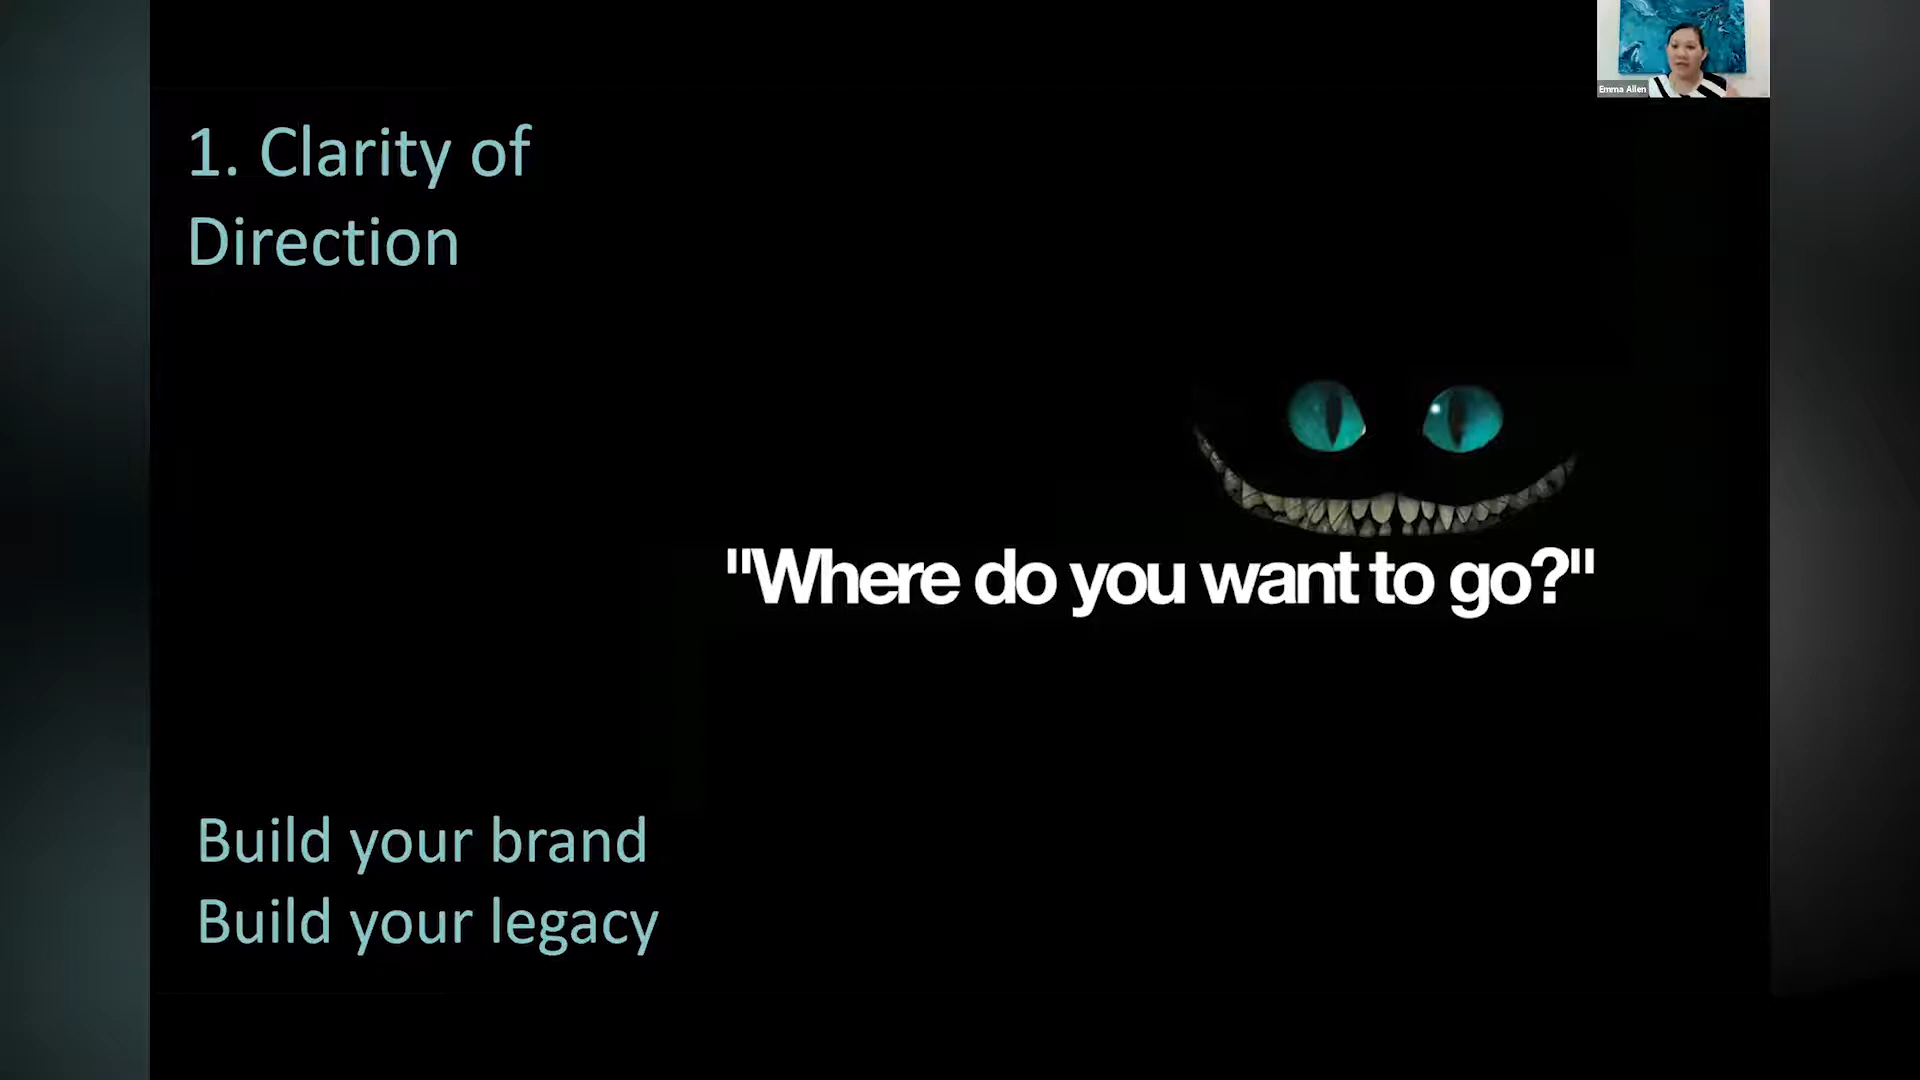 Emma Allen
1. Clarity of
Direction
"Where do you want to go?"
Build your brand
Build your legacy